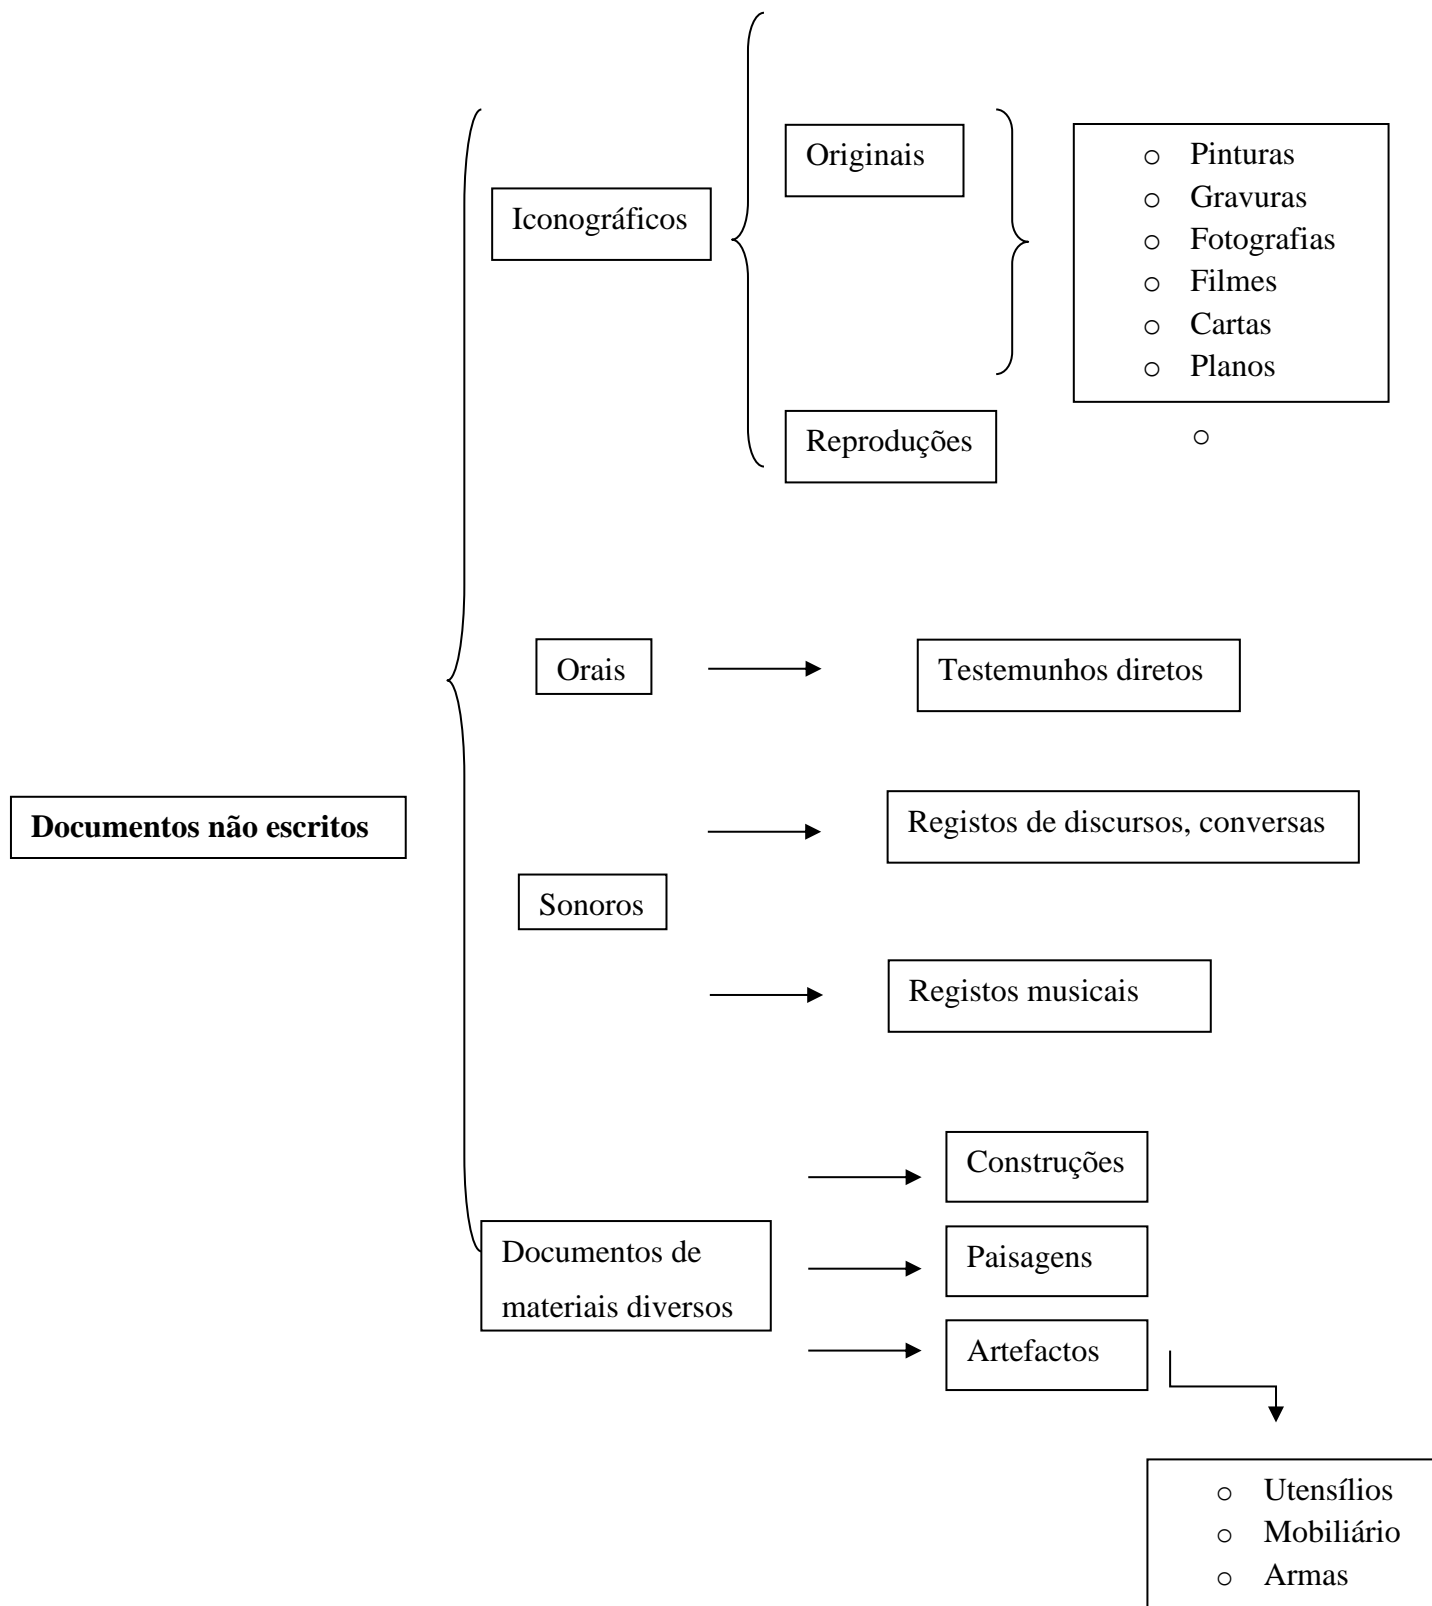 Originais
Iconográficos
○ Pinturas
○ Gravuras
○ Fotografias
○ Filmes
○ Cartas
○ Planos
○
Reproduções
Orais
Testemunhos diretos
Documentos não escritos
Registos de discursos, conversas
Sonoros
Registos musicais
Construções
Documentos de
materiais diversos
Paisagens
Artefactos
○ Utensílios
○ Mobiliário
○ Armas